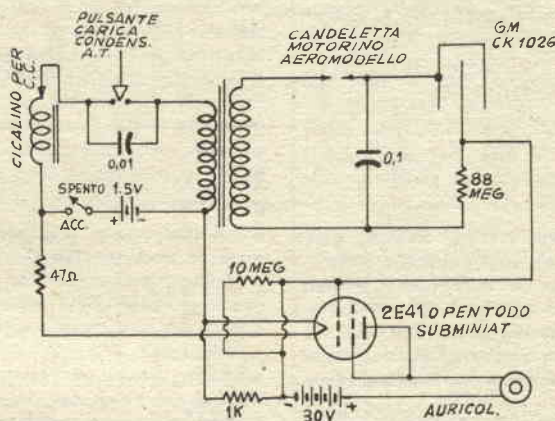 PULSANTE
CARICA
CONDENS.
A.T.
CICALINO PER
C.C.
0,01
SPENTO 1.5V
ACC.
+ -
47Ω
CANDELETTA
MOTORINO
AEROMODELLO
GM
CK 1026
0,1
88
MEG.
10 MEG
2E41 O PENTODO
SUBMINIAT
1K
- 30V +
AURICOL.